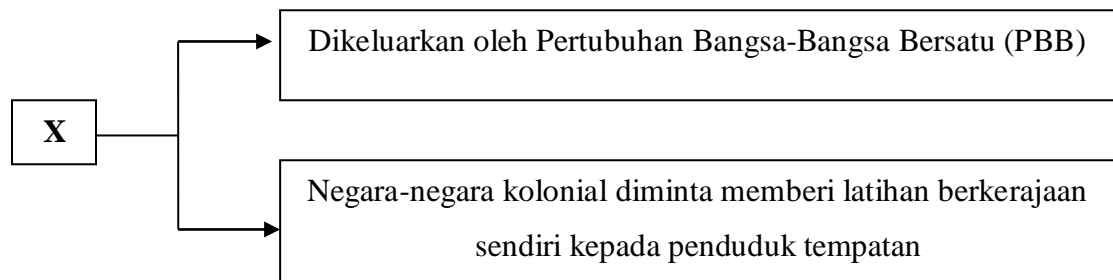 Dikeluarkan oleh Pertubuhan Bangsa-Bangsa Bersatu (PBB)
X
Negara-negara kolonial diminta memberi latihan berkerajaan
sendiri kepada penduduk tempatan